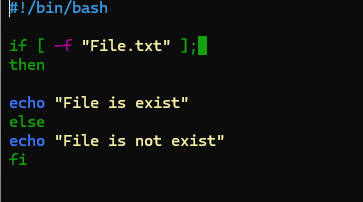 #!/bin/bash
if [ -f "File.txt" ];
then
echo "File is exist"
else
echo "File is not exist"
fi